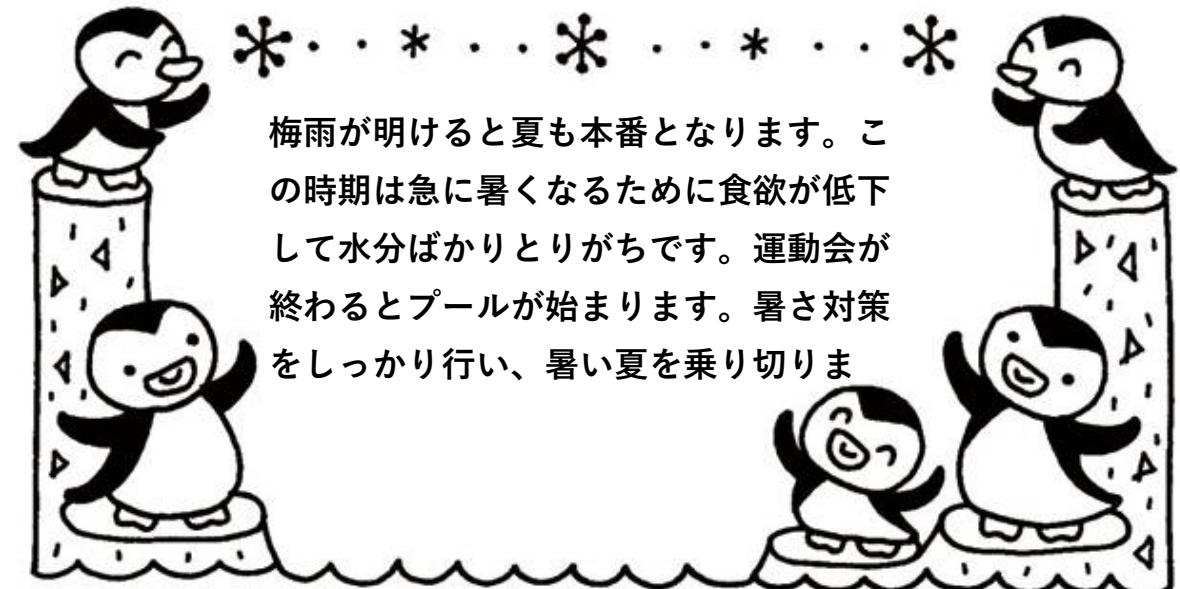 梅雨が明けると夏も本番となります。こ
の時期は急に暑くなるために食欲が低下
して水分ばかりとりがちです。運動会が
終わるとプールが始まります。暑さ対策
をしっかり行い、暑い夏を乗り切りま